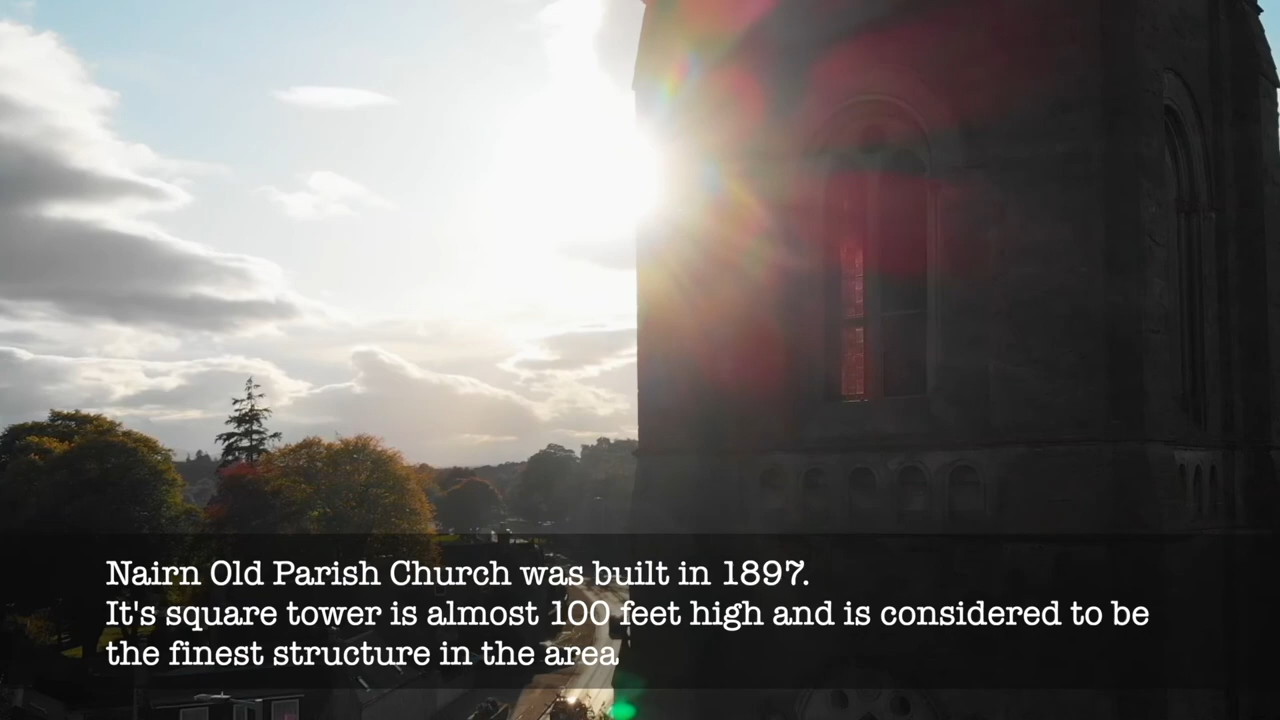 Nairn Old Parish Church was built in 1897.
It's square tower is almost 100 feet high and is considered to be
the finest structure in the area